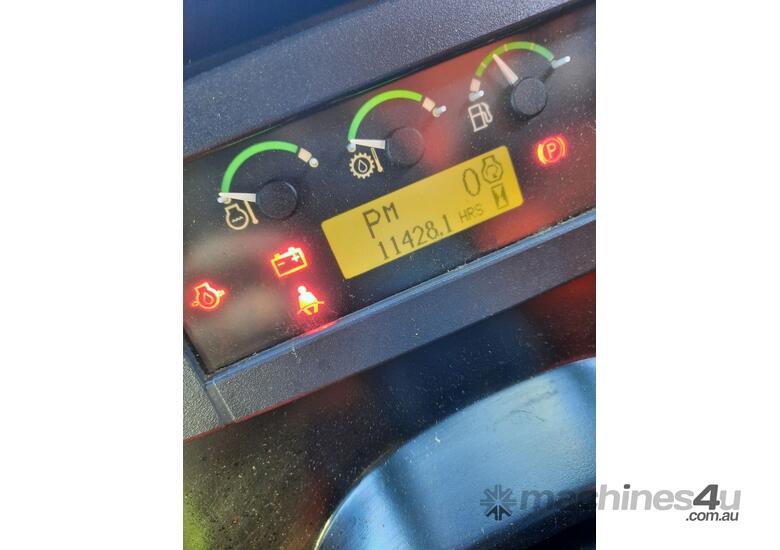 P
0
PM
11428.1 HRS
machines4u
.com.au